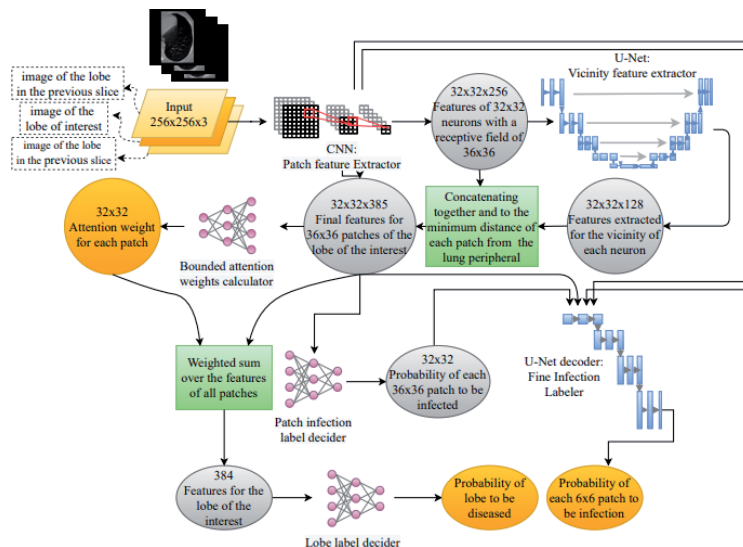 image of the lobe
in the previous slice
image of the
lobe of interest
image of the lobe
in the previous slice
Input
256x256x3
CNN:
Patch feature Extractor
32x32x256
Features of 32x32
neurons with a
receptive field of
36x36
U-Net:
Vicinity feature extractor
32x32
Attention weight
for each patch
Bounded attention
weights calculator
32x32x385
Final features for
36x36 patches of the
lobe of the interest
Concatenating
together and to the
minimum distance of
each patch from the
lung peripheral
32x32x128
Features extracted
for the vicinity of
each neuron
Weighted sum
over the features
of all patches
Patch infection
label decider
32x32
Probability of each
36x36 patch to be
infected
U-Net decoder:
Fine Infection
Labeler
384
Features for the
lobe of the
interest
Lobe label decider
Probability of
lobe to be
diseased
Probability of
each 6x6 patch to
be infection